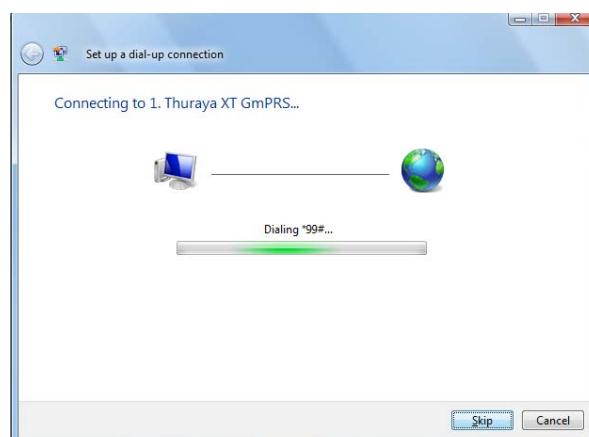 Set up a dial-up connection
Connecting to 1. Thuraya XT GmPRS...
Dialing *99#...
Skip
Cancel